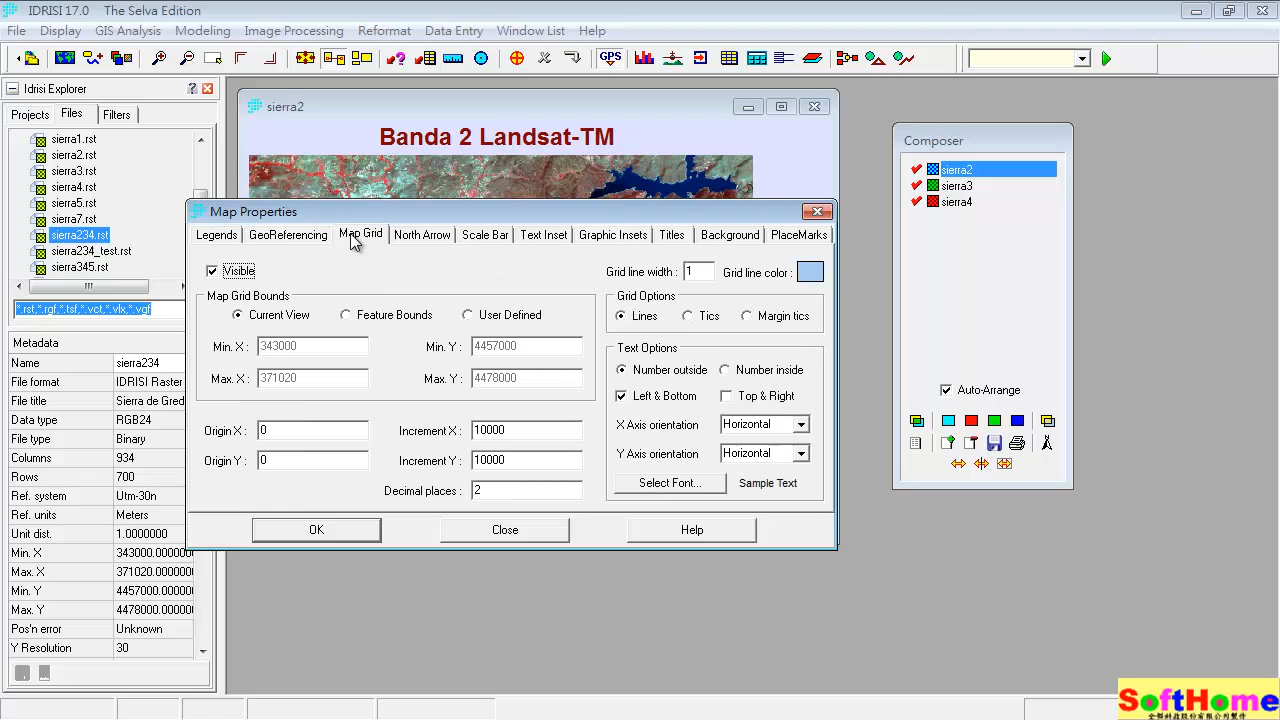 IDRISI 17.0   The Selva Edition
File   Display   GIS Analysis   Modeling   Image Processing   Reformat   Data Entry   Window List   Help
GPS
Idrisi Explorer
?
Projects   Files   Filters
sierra1.rst
sierra2.rst
sierra3.rst
sierra4.rst
sierra5.rst
sierra7.rst
sierra234.rst
sierra234_test.rst
sierra345.rst
*.rst,*.rgf,*.tsf,*.vct,*.vlx,*.vgf
Metadata
Name   sierra234
File format   IDRISI Raster
File title   Sierra de Gred
Data type   RGB24
File type   Binary
Columns   934
Rows   700
Ref. system   Utm-30n
Ref. units   Meters
Unit dist.   1.0000000
Min. X   343000.000000
Max. X   371020.000000
Min. Y   4457000.0000
Max. Y   4478000.0000
Pos'n error   Unknown
Y Resolution   30
sierra2
Banda 2 Landsat-TM
Map Properties
Legends   GeoReferencing   Map Grid   North Arrow   Scale Bar   Text Inset   Graphic Insets   Titles   Background   PlaceMarks
Visible
Grid line width :   1   Grid line color :
Map Grid Bounds
Current View   Feature Bounds   User Defined
Min. X :   343000   Min. Y :   4457000
Max. X :   371020   Max. Y :   4478000
Origin X :   0   Increment X :   10000
Origin Y :   0   Increment Y :   10000
Decimal places :   2
Grid Options
Lines   Tics   Margin tics
Text Options
Number outside   Number inside
Left & Bottom   Top & Right
X Axis orientation   Horizontal
Y Axis orientation   Horizontal
Select Font...   Sample Text
OK   Close   Help
Composer
sierra2
sierra3
sierra4
Auto-Arrange
SoftHome